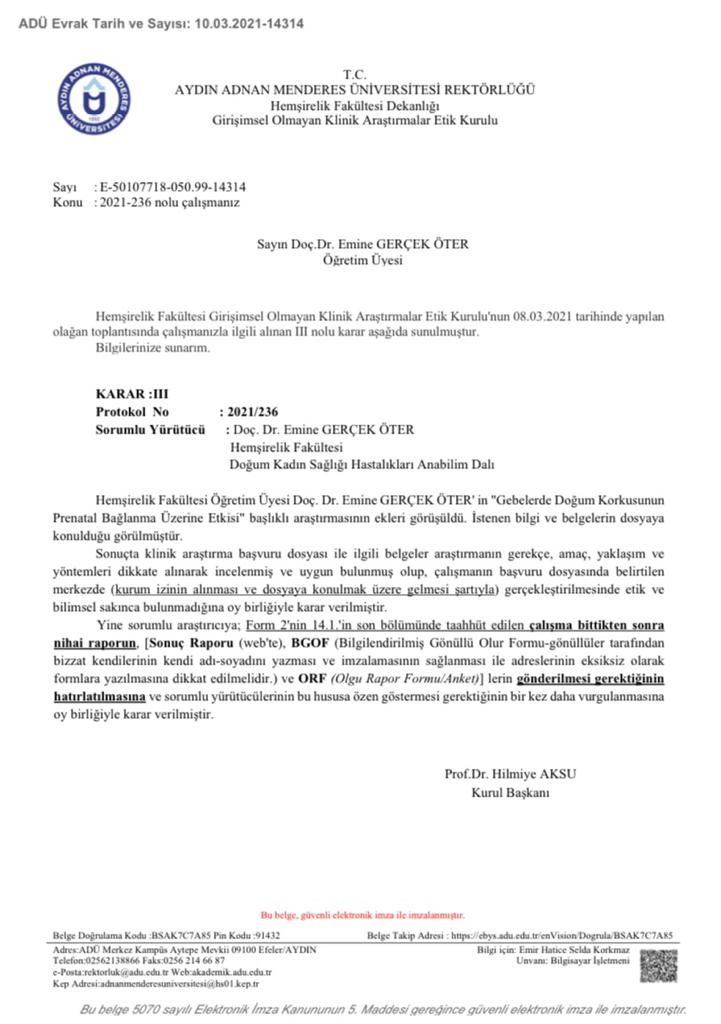 ADÜ Evrak Tarih ve Sayısı: 10.03.2021-14314
AYDIN ADNAN MENDERES
ÜNİVERSİTESİ
1992
T.C.
AYDIN ADNAN MENDERES ÜNİVERSİTESİ REKTÖRLÜĞÜ
Hemşirelik Fakültesi Dekanlığı
Girişimsel Olmayan Klinik Araştırmalar Etik Kurulu
Sayı : E-50107718-050.99-14314
Konu : 2021-236 nolu çalışmanız
Sayın Doç.Dr. Emine GERÇEK ÖTER
Öğretim Üyesi
Hemşirelik Fakültesi Girişimsel Olmayan Klinik Araştırmalar Etik Kurulu'nun 08.03.2021 tarihinde yapılan
olağan toplantısında çalışmanızla ilgili alınan III nolu karar aşağıda sunulmuştur.
Bilgilerinize sunarım.
KARAR :III
Protokol No : 2021/236
Sorumlu Yürütücü : Doç. Dr. Emine GERÇEK ÖTER
Hemşirelik Fakültesi
Doğum Kadın Sağlığı Hastalıkları Anabilim Dalı
Hemşirelik Fakültesi Öğretim Üyesi Doç. Dr. Emine GERÇEK ÖTER' in "Gebelerde Doğum Korkusunun
Prenatal Bağlanma Üzerine Etkisi" başlıklı araştırmasının ekleri görüşüldü. İstenen bilgi ve belgelerin dosyaya
konulduğu görülmüştür.
Sonuçta klinik araştırma başvuru dosyası ile ilgili belgeler araştırmanın gerekçe, amaç, yaklaşım ve
yöntemleri dikkate alınarak incelenmiş ve uygun bulunmuş olup, çalışmanın başvuru dosyasında belirtilen
merkezde (kurum izinin alınması ve dosyaya konulmak üzere gelmesi şartıyla) gerçekleştirilmesinde etik ve
bilimsel sakınca bulunmadığına oy birliğiyle karar verilmiştir.
Yine sorumlu araştırıcıya; Form 2'nin 14.1.'in son bölümünde taahhüt edilen çalışma bittikten sonra
nihai raporun, [Sonuç Raporu (web'te), BGOF (Bilgilendirilmiş Gönüllü Olur Formu-gönüllüler tarafından
bizzat kendilerinin kendi adı-soyadını yazması ve imzalamasının sağlanması ile adreslerinin eksiksiz olarak
formlara yazılmasına dikkat edilmelidir.) ve ORF (Olgu Rapor Formu/Anket)] lerin gönderilmesi gerektiğinin
hatırlatılmasına ve sorumlu yürütücülerinin bu hususa özen göstermesi gerektiğinin bir kez daha vurgulanmasına
oy birliğiyle karar verilmiştir.
Prof.Dr. Hilmiye AKSU
Kurul Başkanı
Bu belge, güvenli elektronik imza ile imzalanmıştır.
Belge Doğrulama Kodu :BSAK7C7A85 Pin Kodu :91432 Belge Takip Adresi : https://ebys.adu.edu.tr/enVision/Dogrula/BSAK7C7A85
Adres:ADÜ Merkez Kampüs Aytepe Mevkii 09100 Efeler/AYDIN Bilgi için: Emir Hatice Selda Korkmaz
Telefon:02562138866 Faks:0256 214 66 87 Unvanı: Bilgisayar İşletmeni
e-Posta:rektorluk@adu.edu.tr Web:akademik.adu.edu.tr
Kep Adresi:adnanmenderesuniversitesi@hs01.kep.tr
Bu belge 5070 sayılı Elektronik İmza Kanununun 5. Maddesi gereğince güvenli elektronik imza ile imzalanmıştır.